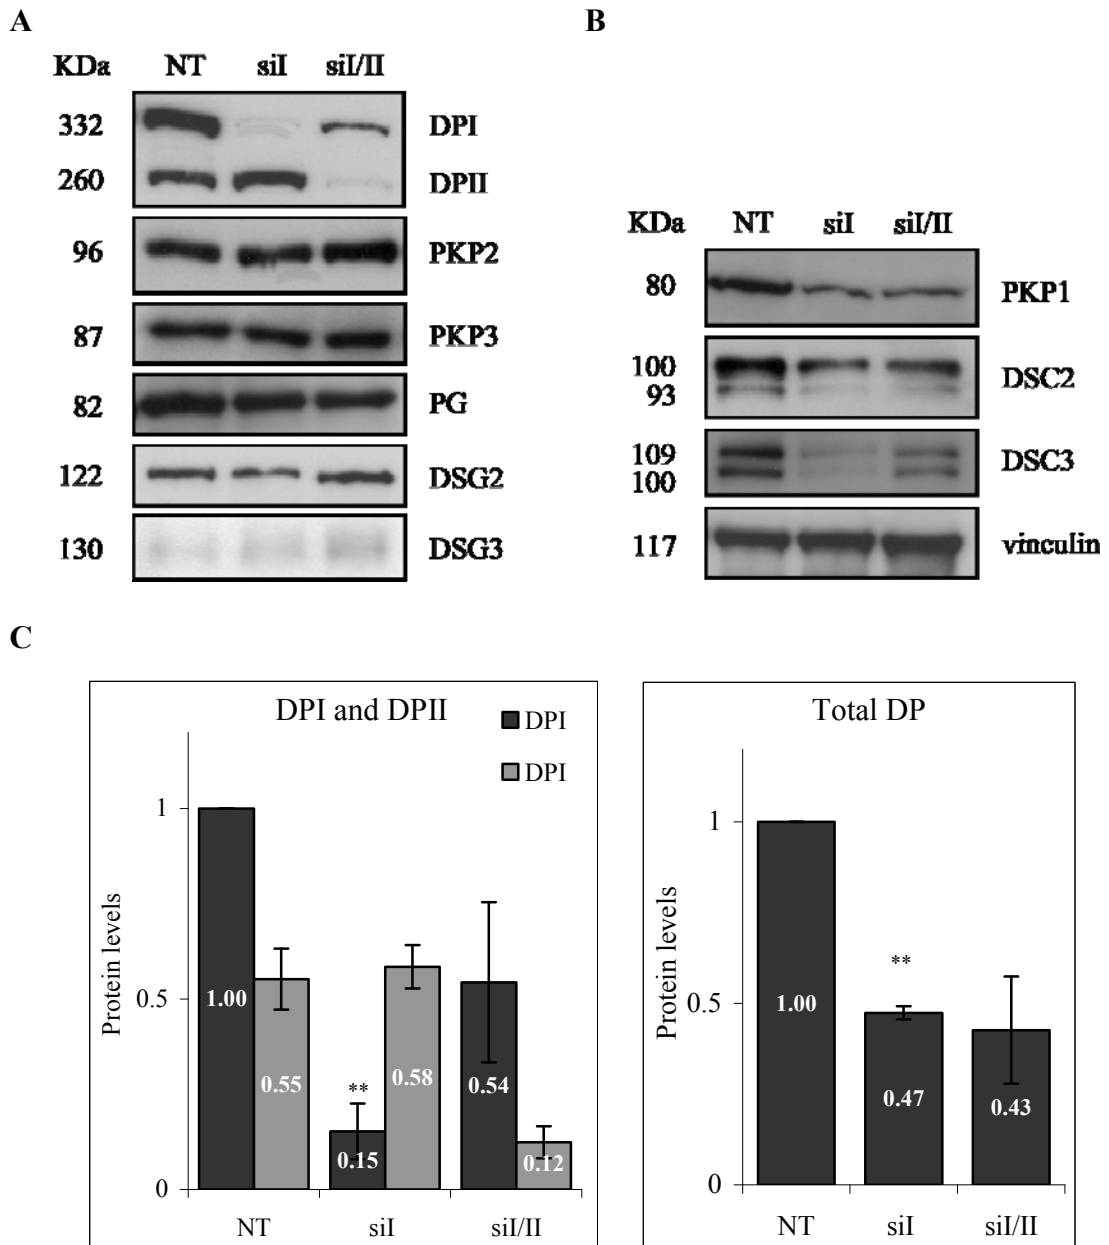 A
KDa NT siI siI/II
332 DPI
260 DPII
96 PKP2
87 PKP3
82 PG
122 DSG2
130 DSG3
B
KDa NT siI siI/II
80 PKP1
100 DSC2
93
109 DSC3
100
117 vinculin
C
DPI and DPII
DPI
DPI
Protein levels
1
0.5
0
1.00
0.55
**
0.15
0.58
0.54
0.12
NT siI siI/II
Total DP
Protein levels
1
0.5
0
1.00
**
0.47
0.43
NT siI siI/II